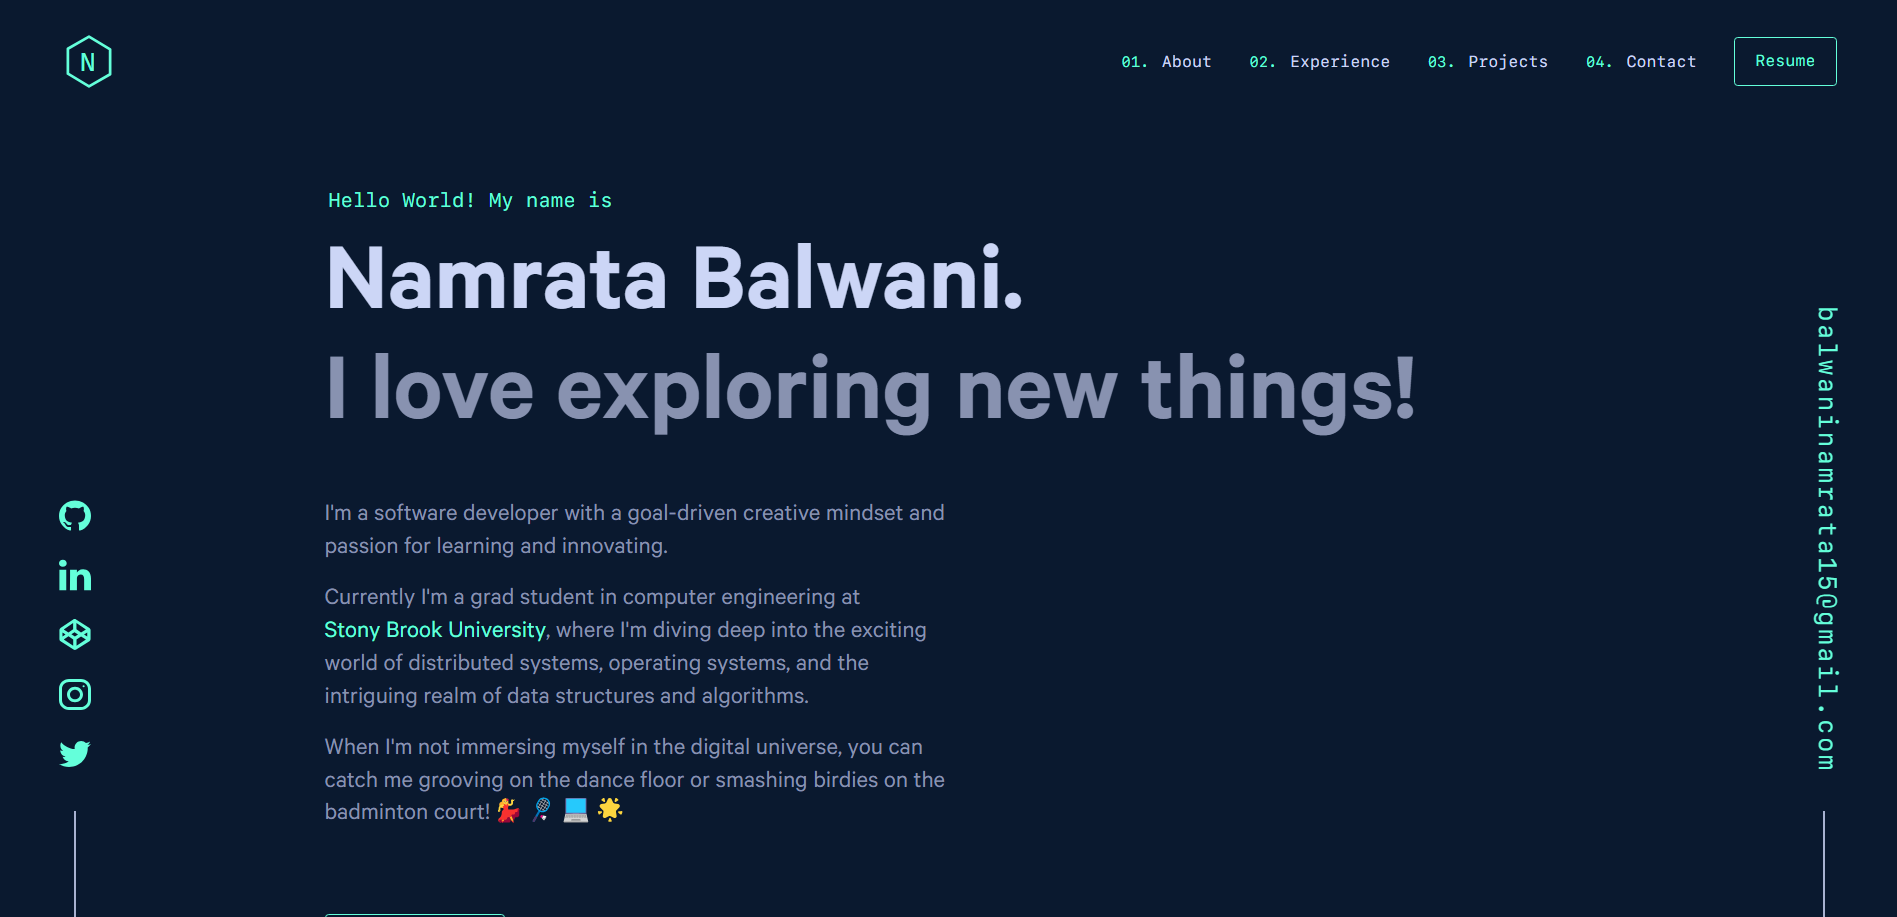 N
01. About
02. Experience
03. Projects
04. Contact
Resume
Hello World! My name is
Namrata Balwani.
I love exploring new things!
I'm a software developer with a goal-driven creative mindset and
passion for learning and innovating.
Currently I'm a grad student in computer engineering at
Stony Brook University, where I'm diving deep into the exciting
world of distributed systems, operating systems, and the
intriguing realm of data structures and algorithms.
When I'm not immersing myself in the digital universe, you can
catch me grooving on the dance floor or smashing birdies on the
badminton court! 💃 🏸 💻 🌟
in
balwaninamrata15@gmail.com